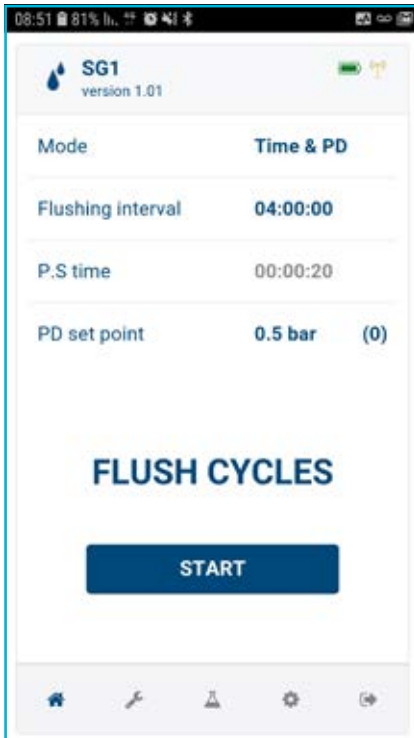 08:51 81%
SG1
version 1.01
Mode Time & PD
Flushing interval 04:00:00
P.S time 00:00:20
PD set point 0.5 bar (0)
FLUSH CYCLES
START